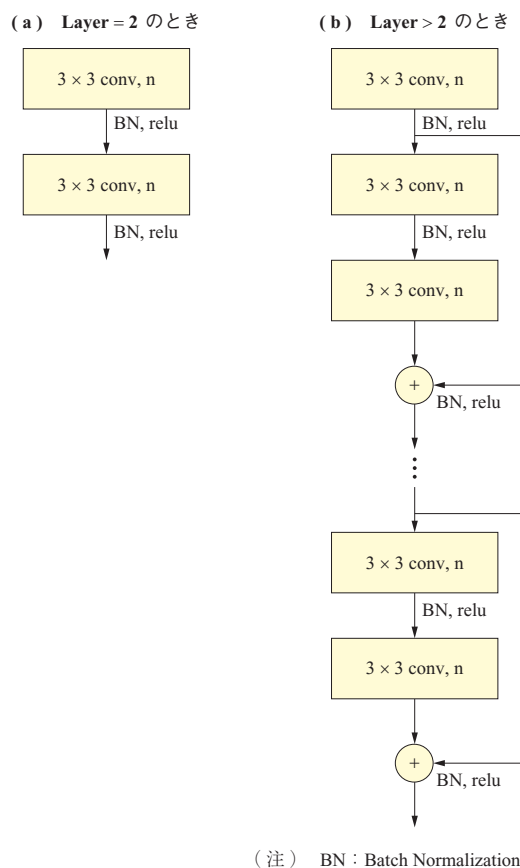 (a) Layer = 2 のとき
3 × 3 conv, n
BN, relu
3 × 3 conv, n
BN, relu
(b) Layer > 2 のとき
3 × 3 conv, n
BN, relu
3 × 3 conv, n
BN, relu
3 × 3 conv, n
+
BN, relu
3 × 3 conv, n
BN, relu
3 × 3 conv, n
+
BN, relu
(注) BN:Batch Normalization